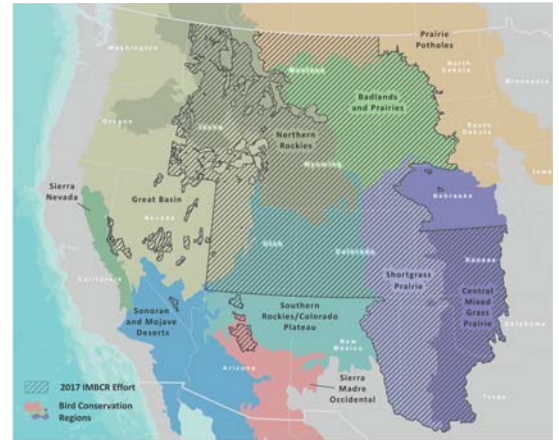 Washington
Prairie
Potholes
Montana
North
Dakota
Minnesota
Badlands
and Prairies
Oregon
Idaho
Northern
Rockies
South
Dakota
Wyoming
Iowa
Sierra
Nevada
Great Basin
Nevada
Nebraska
Utah
Colorado
Shortgrass
Prairie
Kansas
California
Central
Mixed
Grass
Prairie
Sonoran
and Mojave
Deserts
Southern
Rockies/Colorado
Plateau
Oklahoma
New
Mexico
Arizona
Sierra
Madre
Occidental
Texas
2017 IMBCR Effort
Bird Conservation
Regions